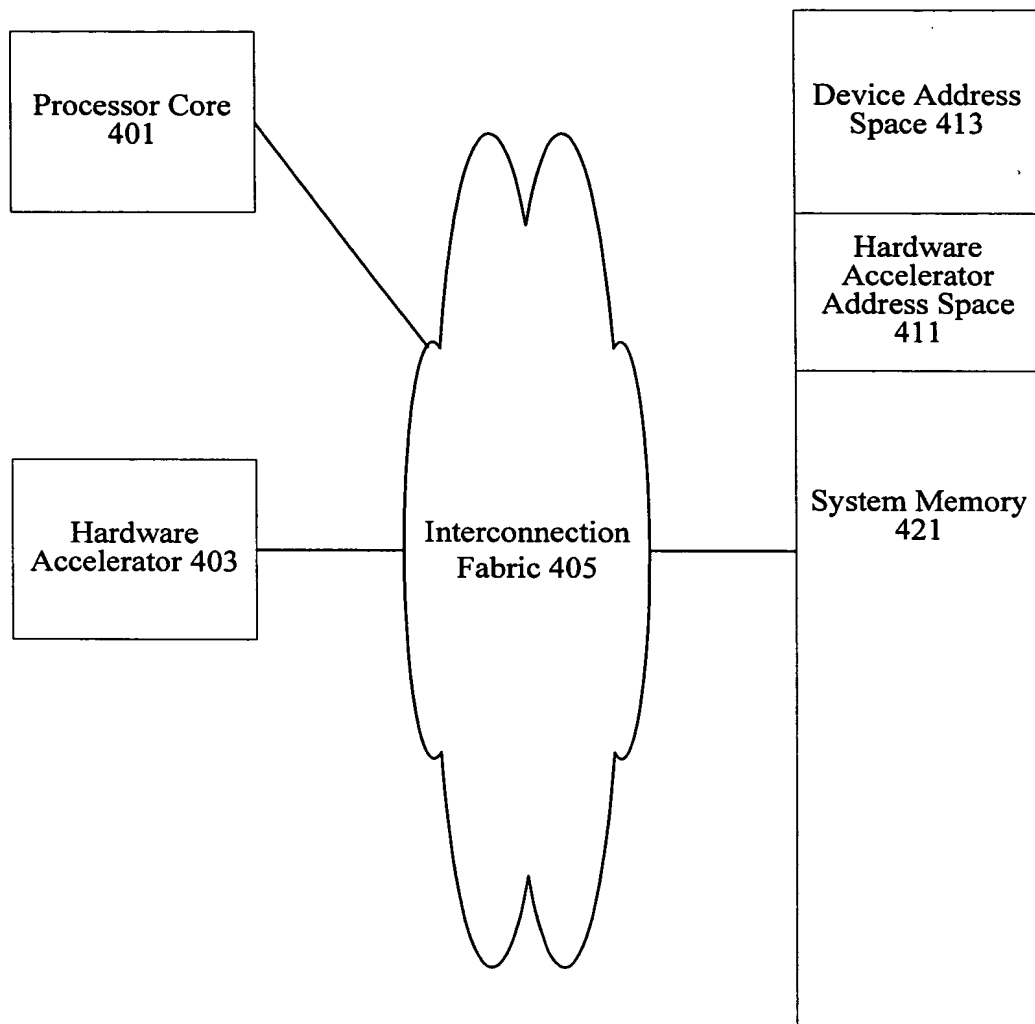 Processor Core
401
Device Address
Space 413
Hardware
Accelerator
Address Space
411
Hardware
Accelerator 403
Interconnection
Fabric 405
System Memory
421